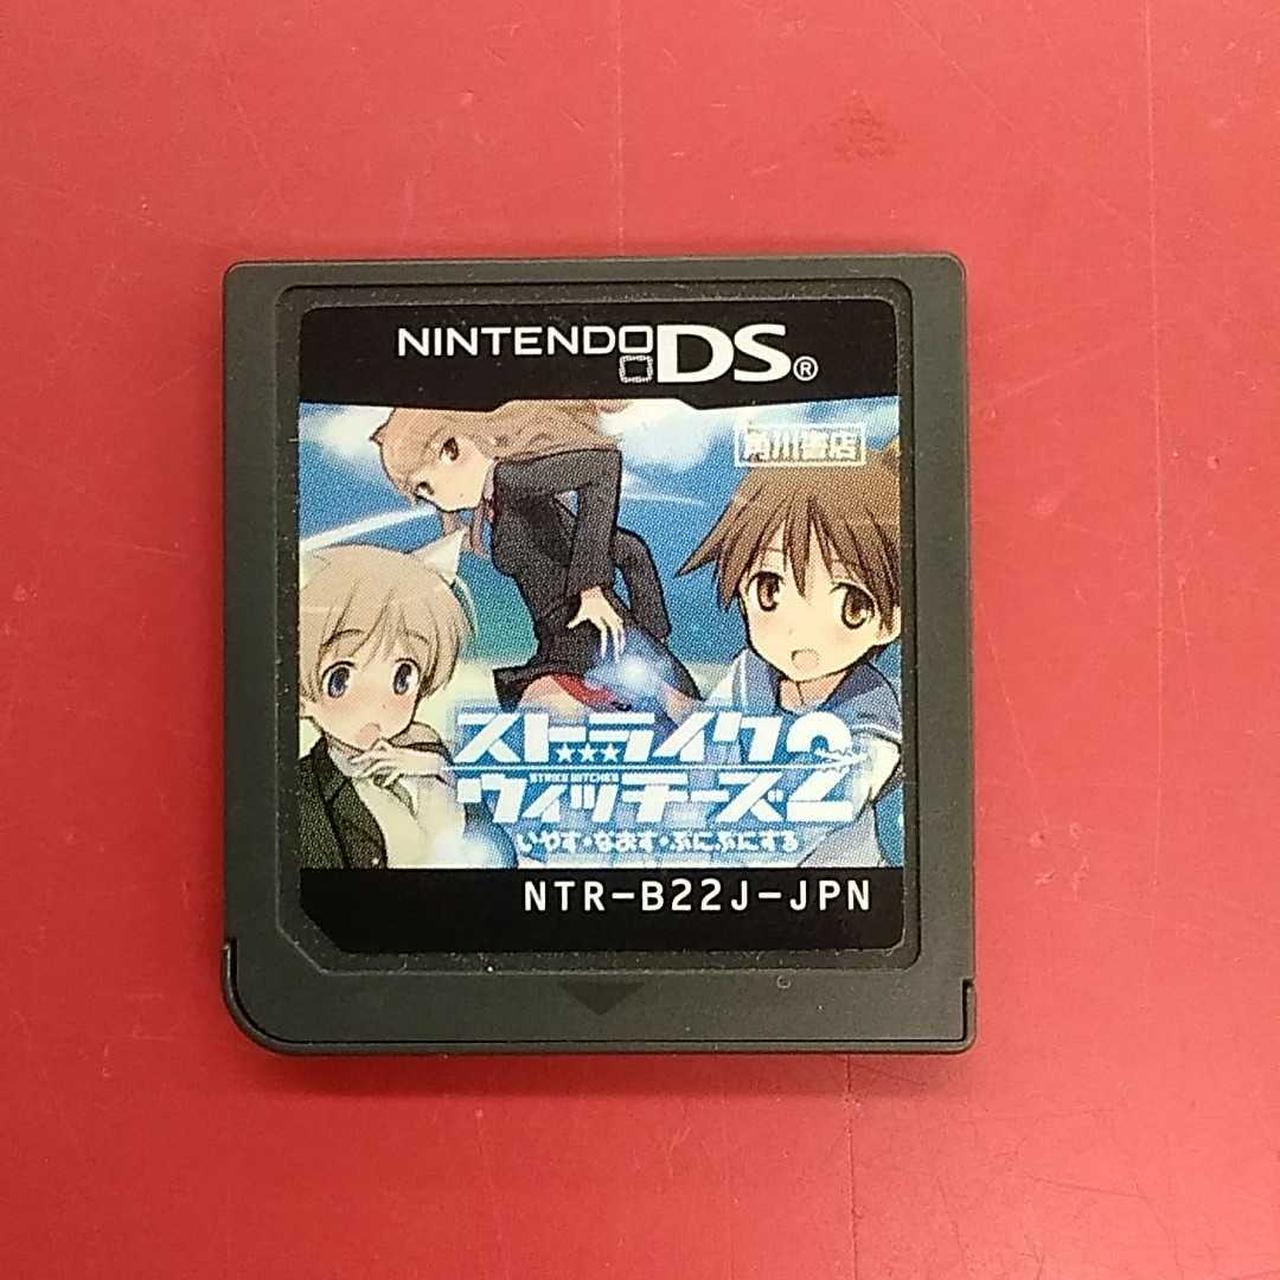 NINTENDO DS®
角川書店
ストライク
ウィッチーズ2
STRIKE WITCHES
いやす・なおす・ぷにぷにする
NTR-B22J-JPN